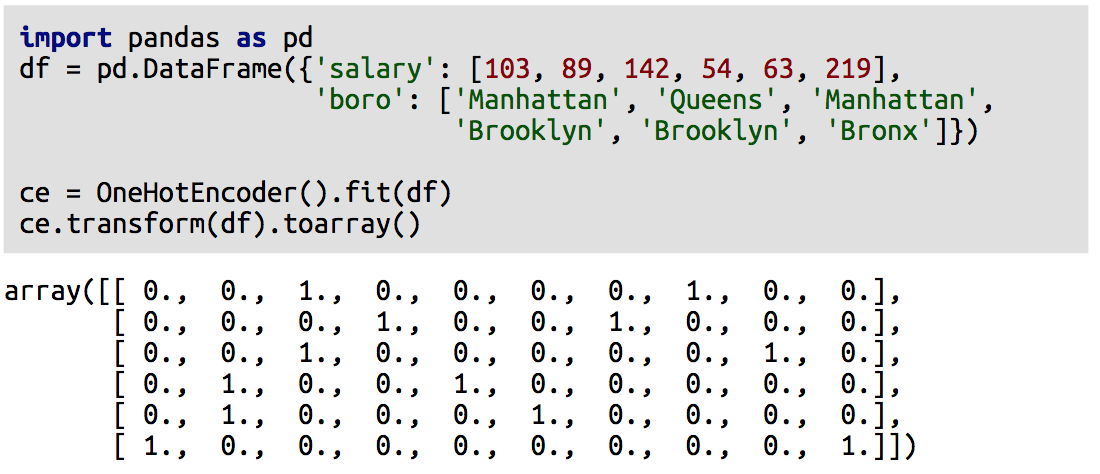 import pandas as pd
df = pd.DataFrame({'salary': [103, 89, 142, 54, 63, 219],
                   'boro': ['Manhattan', 'Queens', 'Manhattan',
                            'Brooklyn', 'Brooklyn', 'Bronx']})
ce = OneHotEncoder().fit(df)
ce.transform(df).toarray()
array([[ 0.,  0.,  1.,  0.,  0.,  0.,  0.,  1.,  0.,  0.],
       [ 0.,  0.,  0.,  1.,  0.,  0.,  1.,  0.,  0.,  0.],
       [ 0.,  0.,  1.,  0.,  0.,  0.,  0.,  0.,  1.,  0.],
       [ 0.,  1.,  0.,  0.,  1.,  0.,  0.,  0.,  0.,  0.],
       [ 0.,  1.,  0.,  0.,  0.,  1.,  0.,  0.,  0.,  0.],
       [ 1.,  0.,  0.,  0.,  0.,  0.,  0.,  0.,  0.,  1.]])